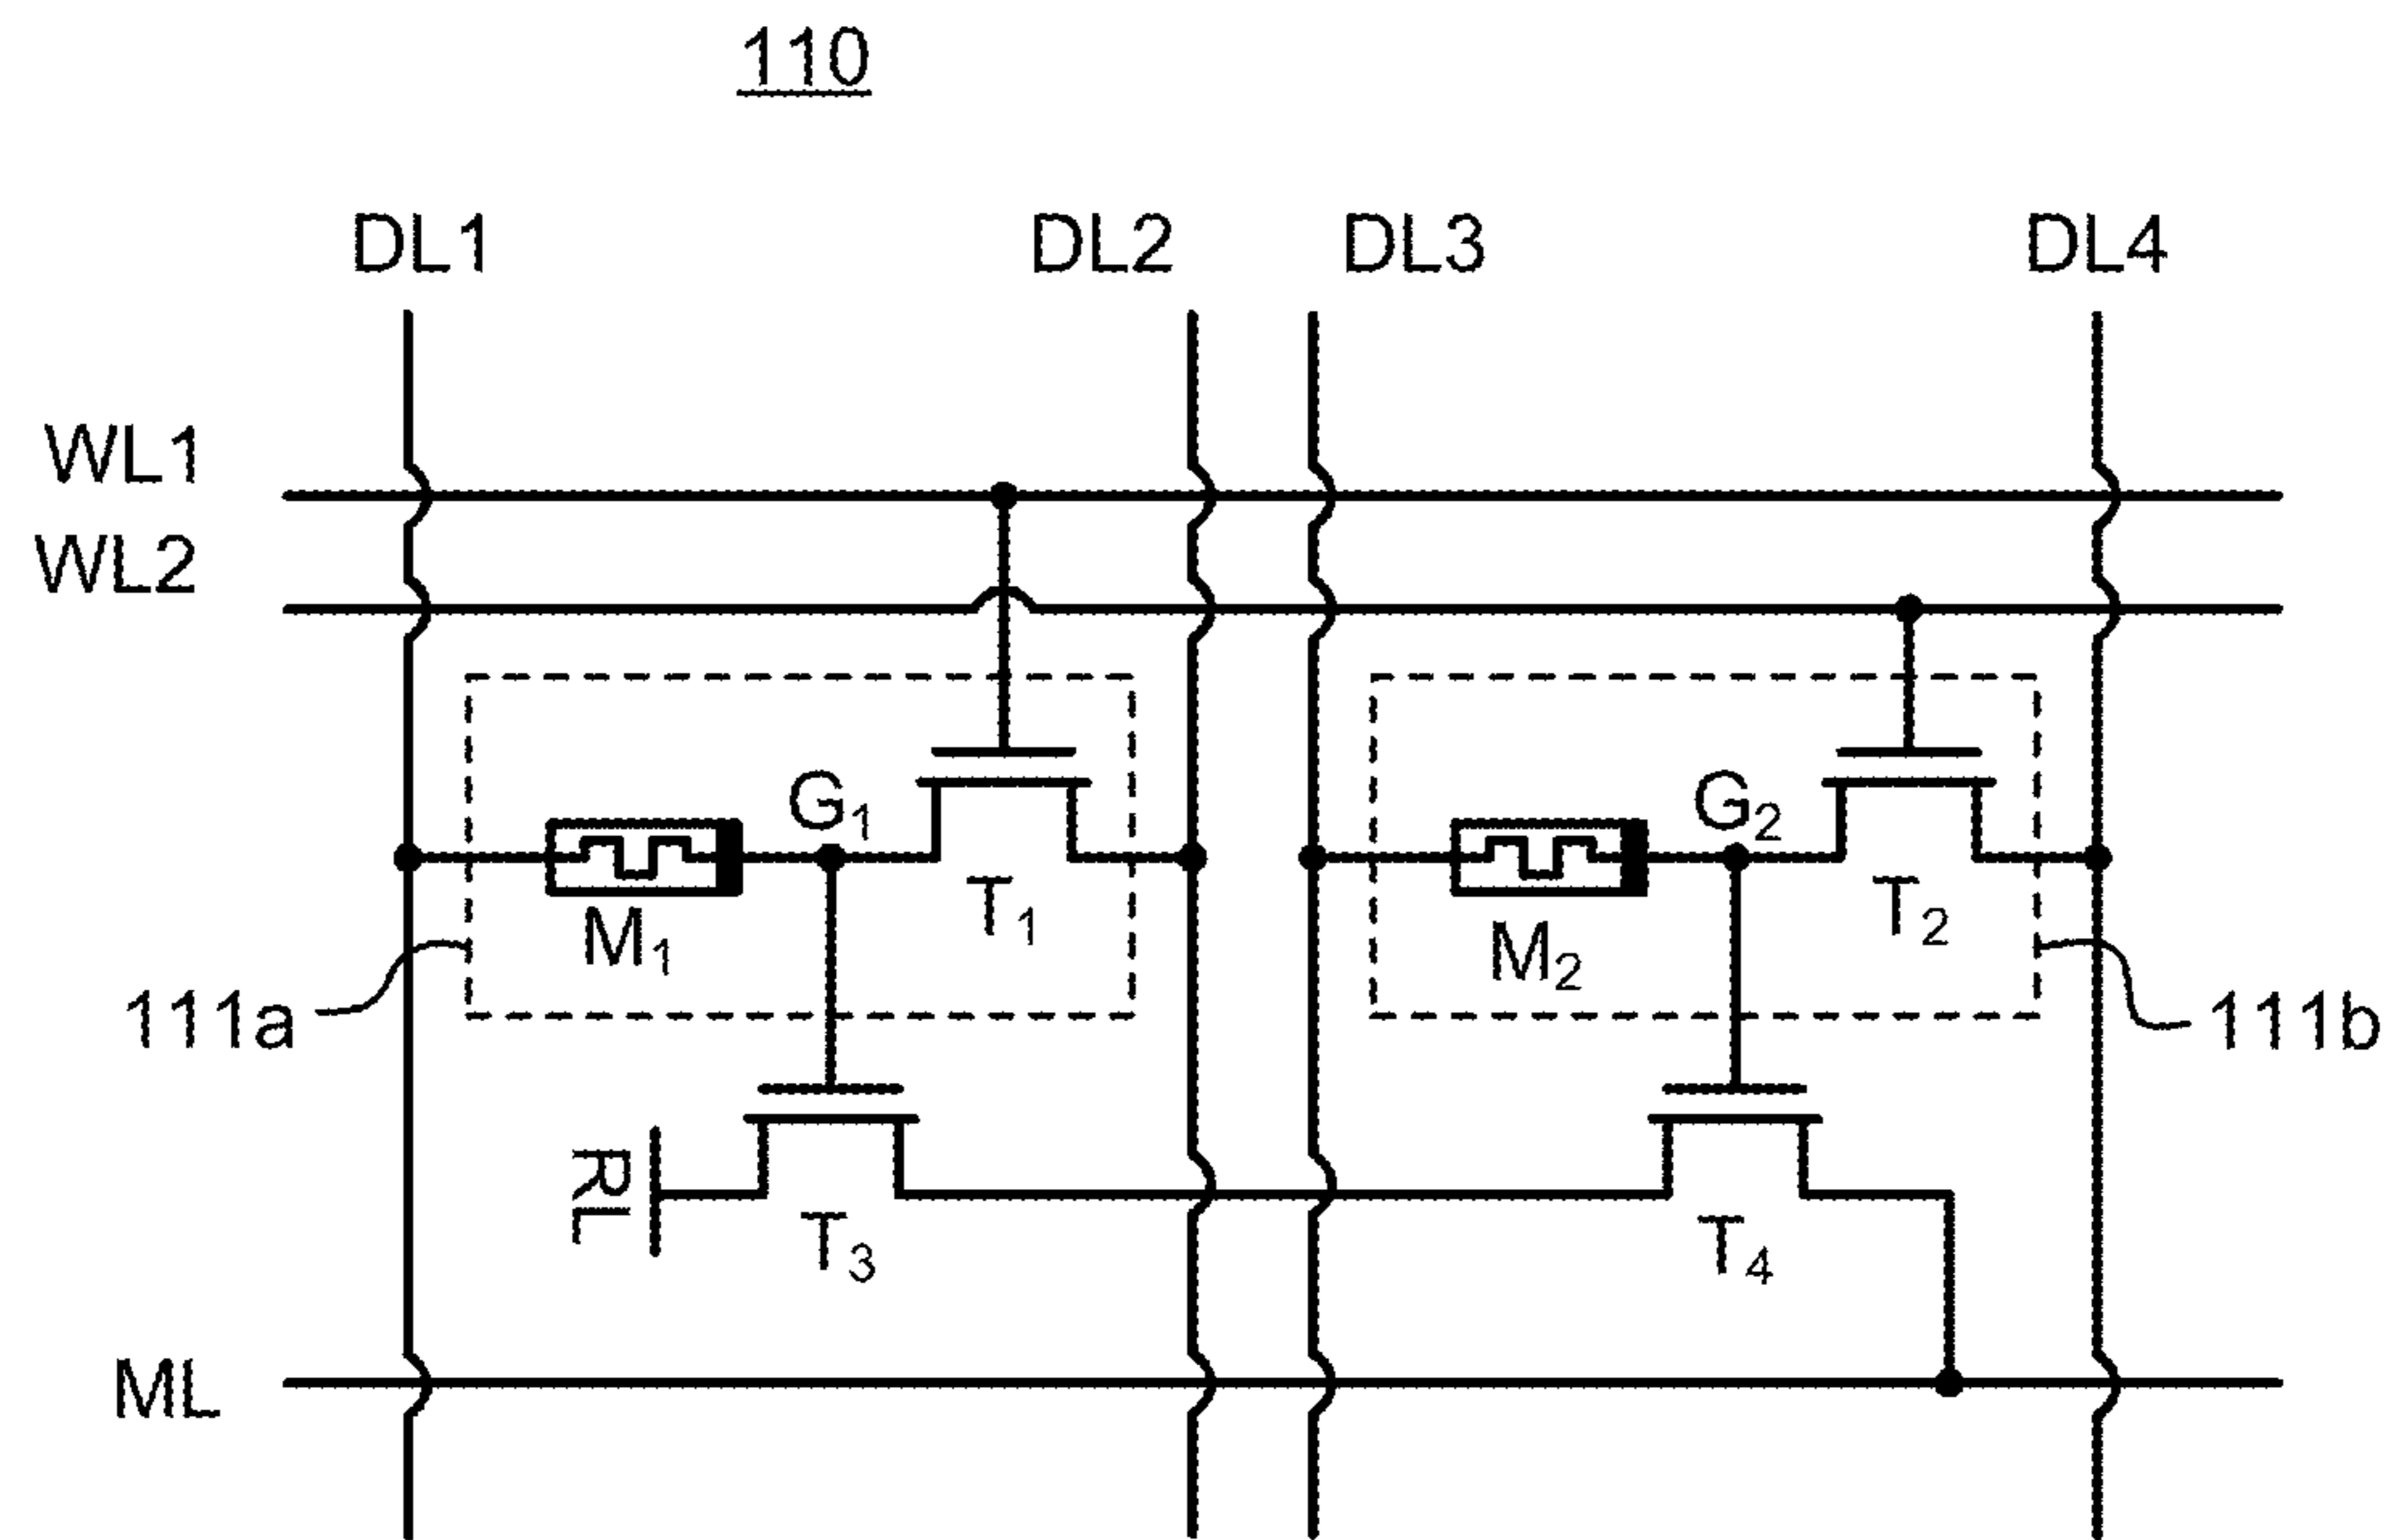 110
DL1 DL2 DL3 DL4
WL1
WL2
G₁ G₂
M₁ T₁ M₂ T₂
111a 111b
RL
T₃ T₄
ML